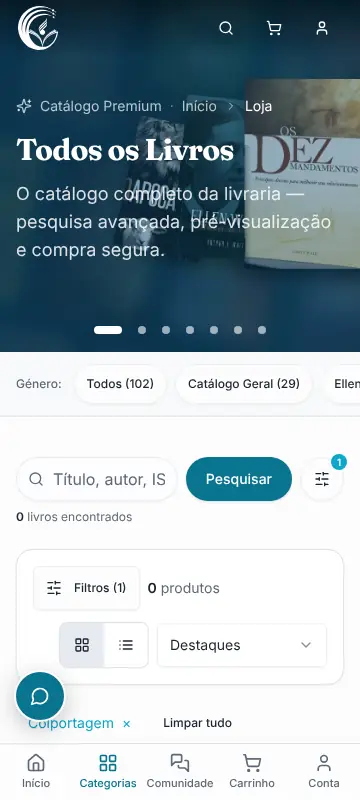 Catálogo Premium · Início > Loja
Todos os Livros
O catálogo completo da livraria —
pesquisa avançada, pré-visualização
e compra segura.
OS
DEZ
MANDAMENTOS
Género:
Todos (102)
Catálogo Geral (29)
Ellen
Título, autor, IS
Pesquisar
1
0 livros encontrados
Filtros (1)
0 produtos
Destaques
Colportagem ×
Limpar tudo
Início
Categorias
Comunidade
Carrinho
Conta